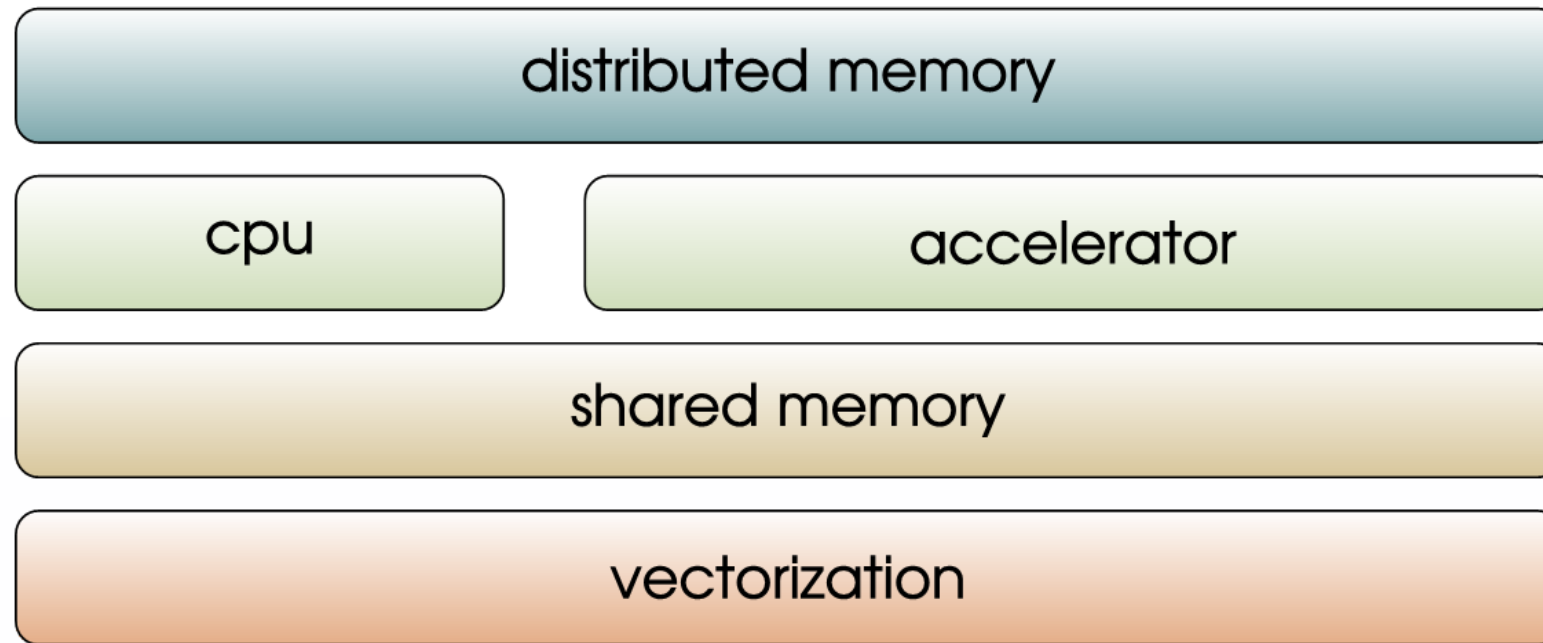 distributed memory
cpu
accelerator
shared memory
vectorization